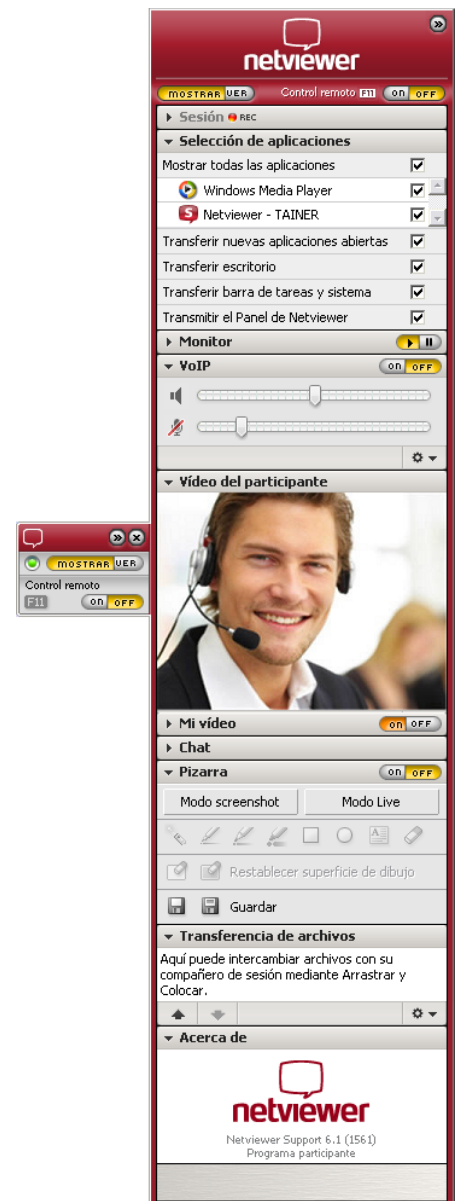 netviewer
MOSTRAR VER Control remoto F11 on OFF
Sesión REC
Selección de aplicaciones
Mostrar todas las aplicaciones
Windows Media Player
Netviewer - TAINER
Transferir nuevas aplicaciones abiertas
Transferir escritorio
Transferir barra de tareas y sistema
Transmitir el Panel de Netviewer
Monitor
VoIP on OFF
Vídeo del participante
MOSTRAR VER
Control remoto
F11 on OFF
Mi vídeo on OFF
Chat
Pizarra on OFF
Modo screenshot Modo Live
A
Restablecer superficie de dibujo
Guardar
Transferencia de archivos
Aquí puede intercambiar archivos con su
compañero de sesión mediante Arrastrar y
Colocar.
Acerca de
netviewer
Netviewer Support 6.1 (1561)
Programa participante